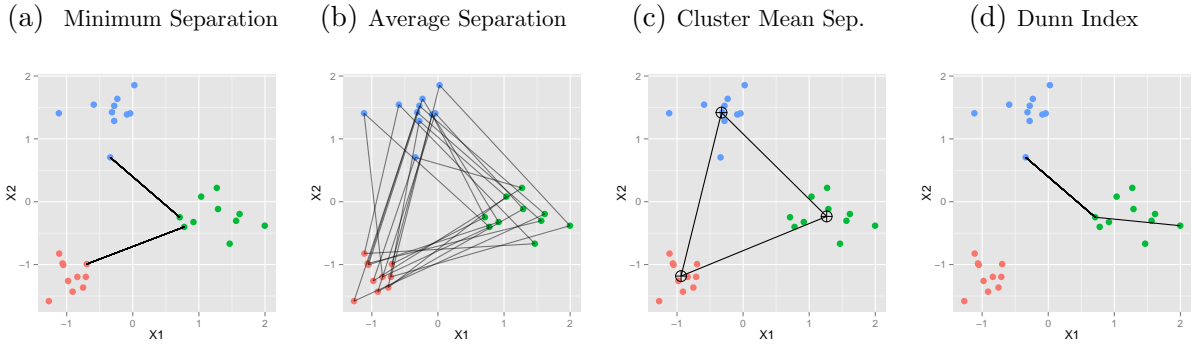 (a) Minimum Separation
(b) Average Separation
(c) Cluster Mean Sep.
(d) Dunn Index
2
1
0
−1
X2
−1 0 1 2
X1
2
1
0
−1
X2
−1 0 1 2
X1
2
1
0
−1
X2
−1 0 1 2
X1
2
1
0
−1
X2
−1 0 1 2
X1